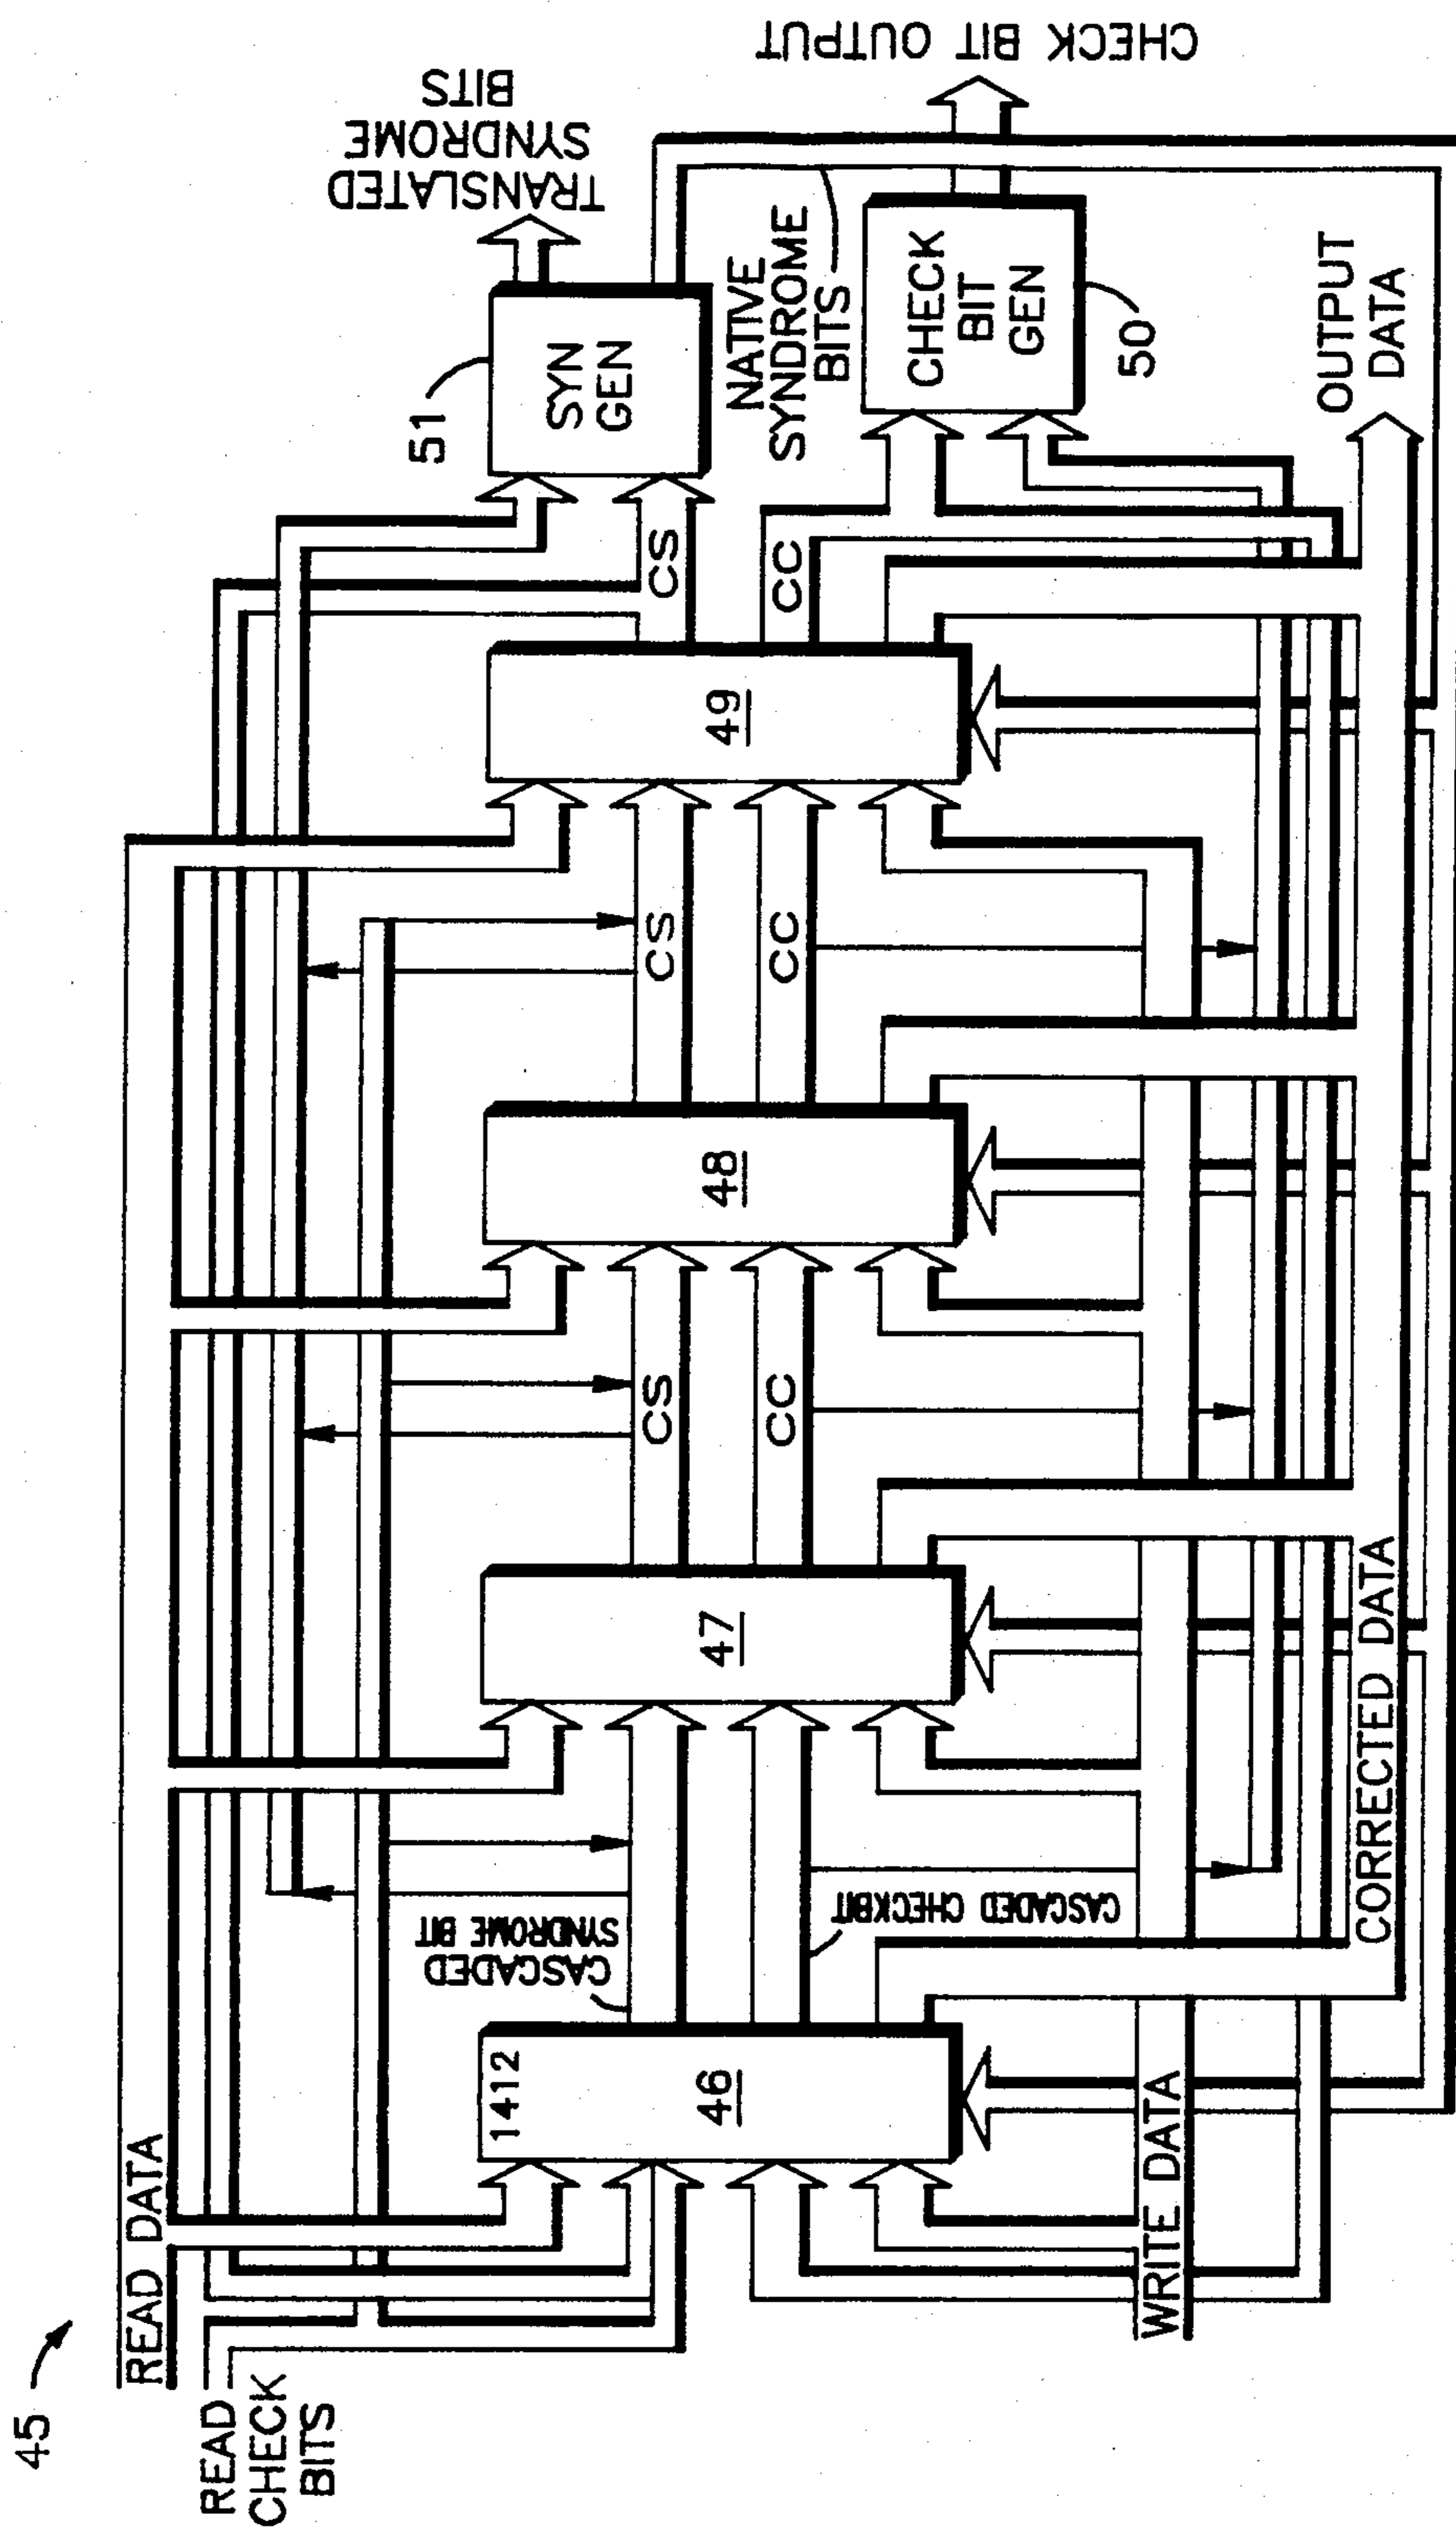 45
READ DATA
READ
CHECK
BITS
1412
46
CASCADED
SYNDROME BIT
CASCADED CHECKBIT
WRITE DATA
CORRECTED DATA
47
CS
CC
48
CS
CC
49
CS
CC
51
SYN
GEN
TRANSLATED
SYNDROME
BITS
NATIVE
SYNDROME
BITS
CHECK
BIT
GEN
50
CHECK BIT OUTPUT
OUTPUT
DATA